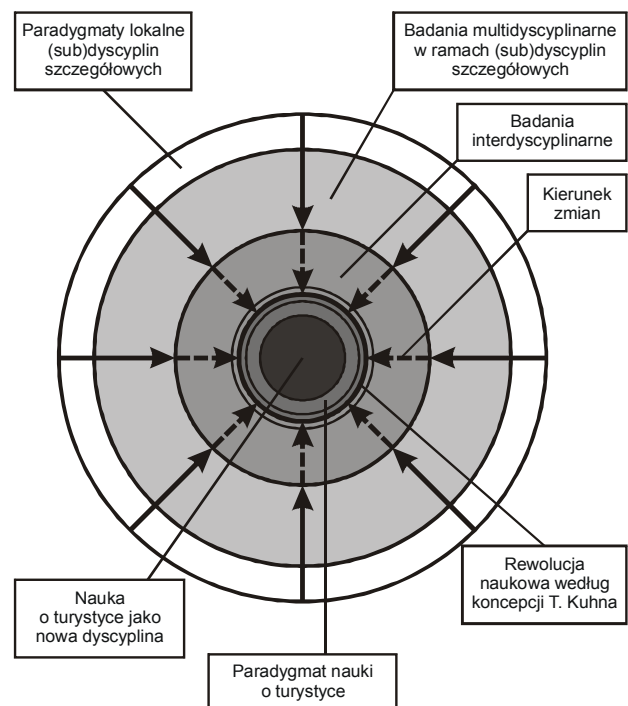 Paradygmaty lokalne
(sub)dyscyplin
szczegółowych
Badania multidyscyplinarne
w ramach (sub)dyscyplin
szczegółowych
Badania
interdyscyplinarne
Kierunek
zmian
Rewolucja
naukowa według
koncepcji T. Kuhna
Nauka
o turystyce jako
nowa dyscyplina
Paradygmat nauki
o turystyce